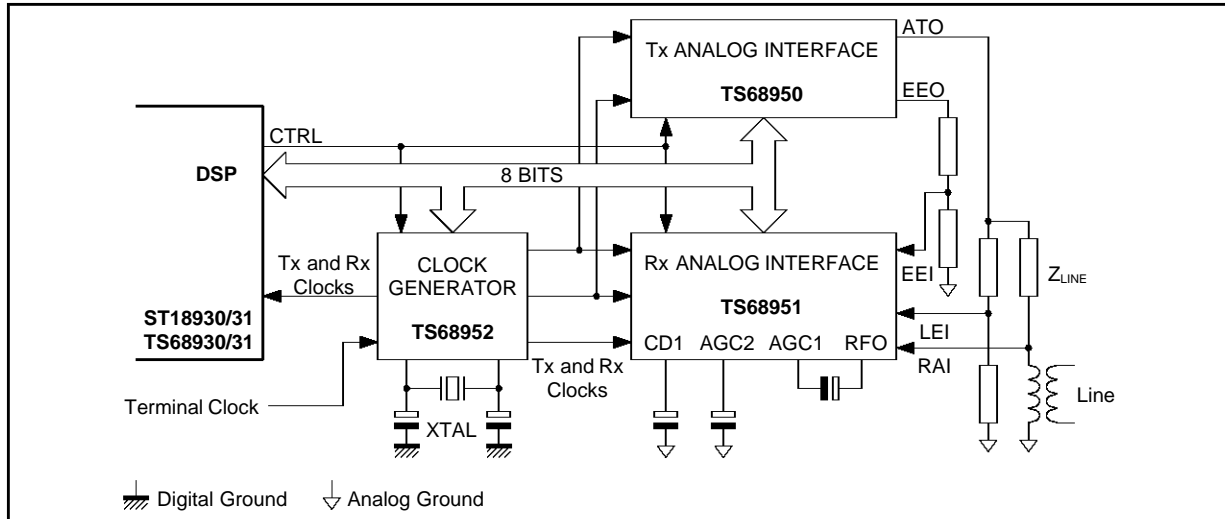 ATO
Tx ANALOG INTERFACE
TS68950
EEO
CTRL
DSP
8 BITS
Tx and Rx
Clocks
CLOCK
GENERATOR
TS68952
Rx ANALOG INTERFACE
TS68951
EEI
ZLINE
ST18930/31
TS68930/31
LEI
CD1 AGC2 AGC1 RFO
RAI
Tx and Rx
Clocks
Line
Terminal Clock
XTAL
Digital Ground
Analog Ground